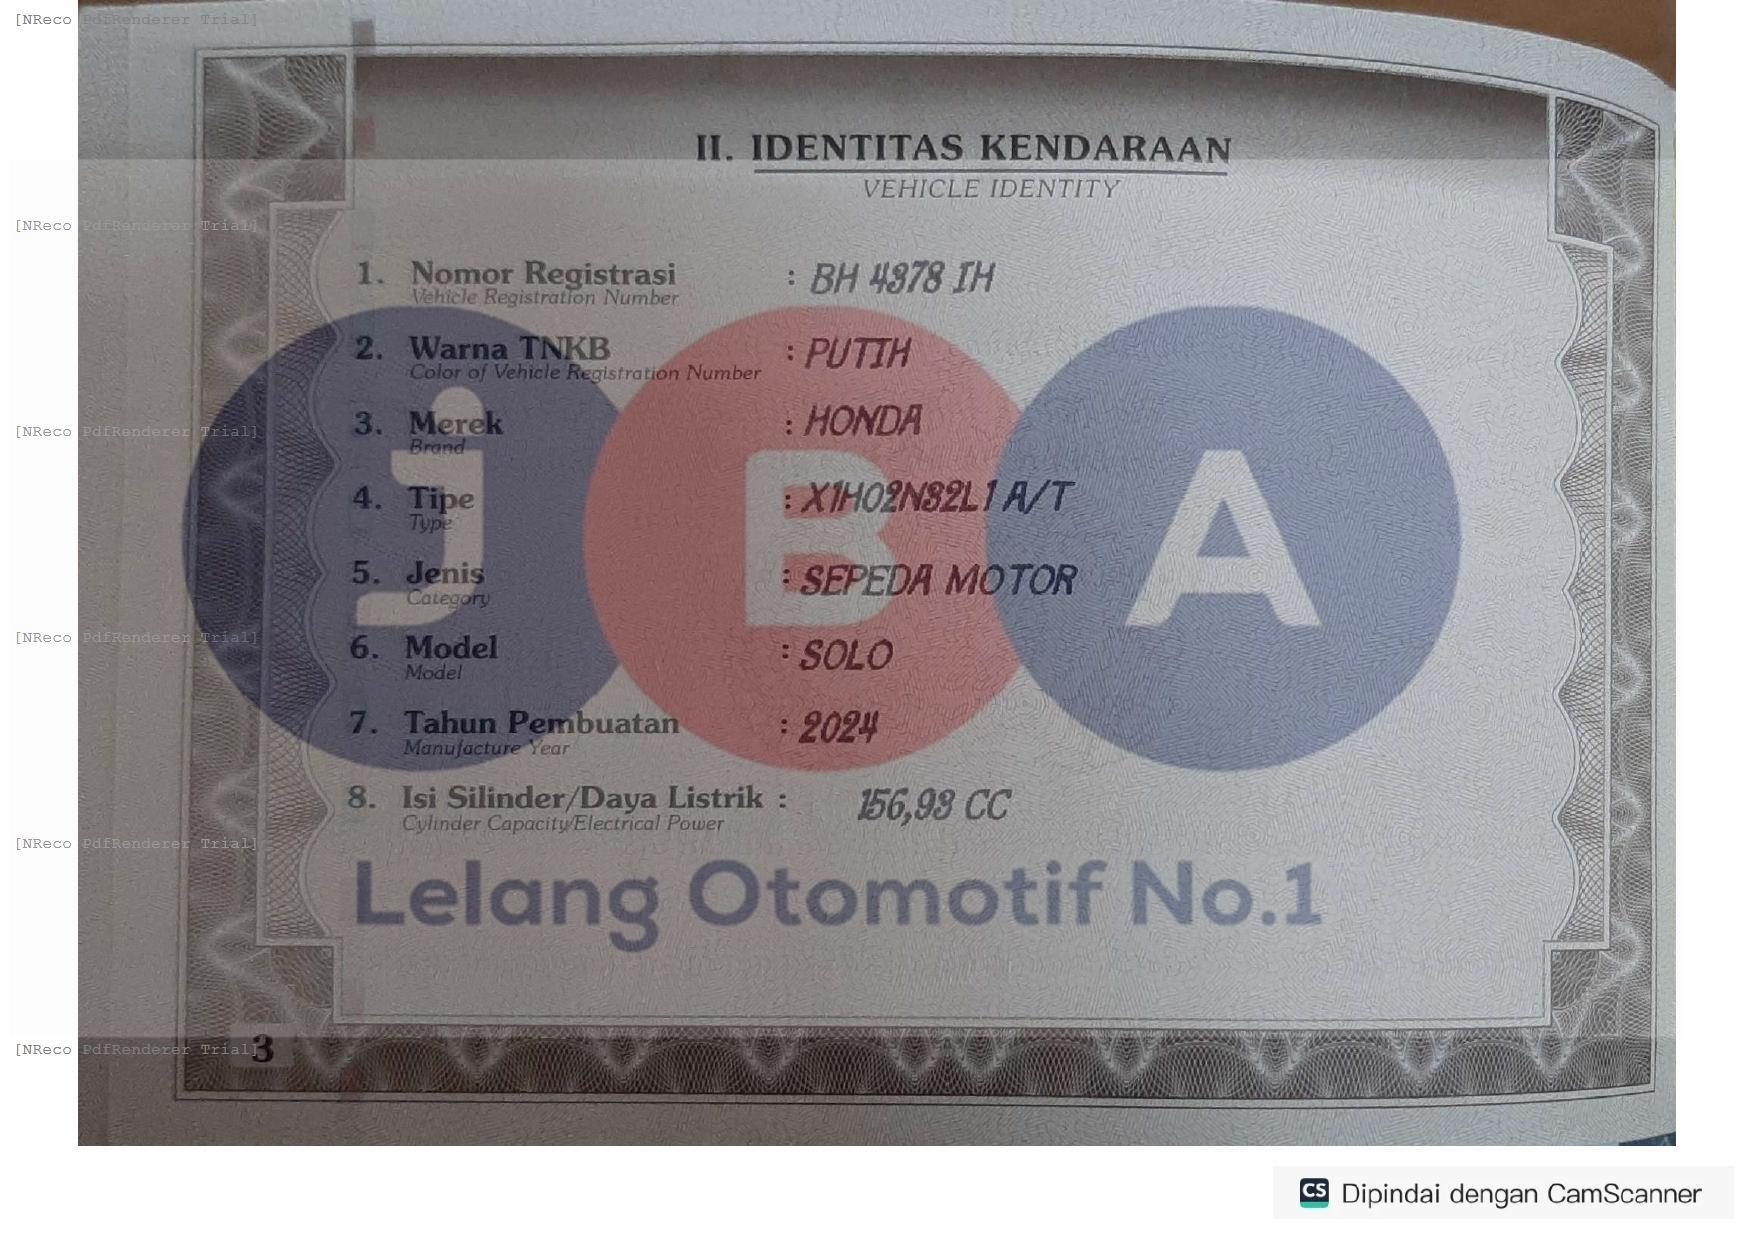 [NReco PdfRenderer Trial]
II. IDENTITAS KENDARAAN
VEHICLE IDENTITY
[NReco PdfRenderer Trial]
1. Nomor Registrasi : BH 4378 IH
Vehicle Registration Number
2. Warna TNKB : PUTIH
Color of Vehicle Registration Number
[NReco PdfRenderer Trial]
3. Merek : HONDA
Brand
4. Tipe : X1H02N32L1 A/T
Type
jBA
5. Jenis : SEPEDA MOTOR
Category
[NReco PdfRenderer Trial]
6. Model : SOLO
Model
7. Tahun Pembuatan : 2024
Manufacture Year
8. Isi Silinder/Daya Listrik : 156,93 CC
Cylinder Capacity/Electrical Power
[NReco PdfRenderer Trial]
Lelang Otomotif No.1
[NReco PdfRenderer Trial]
3
CS Dipindai dengan CamScanner